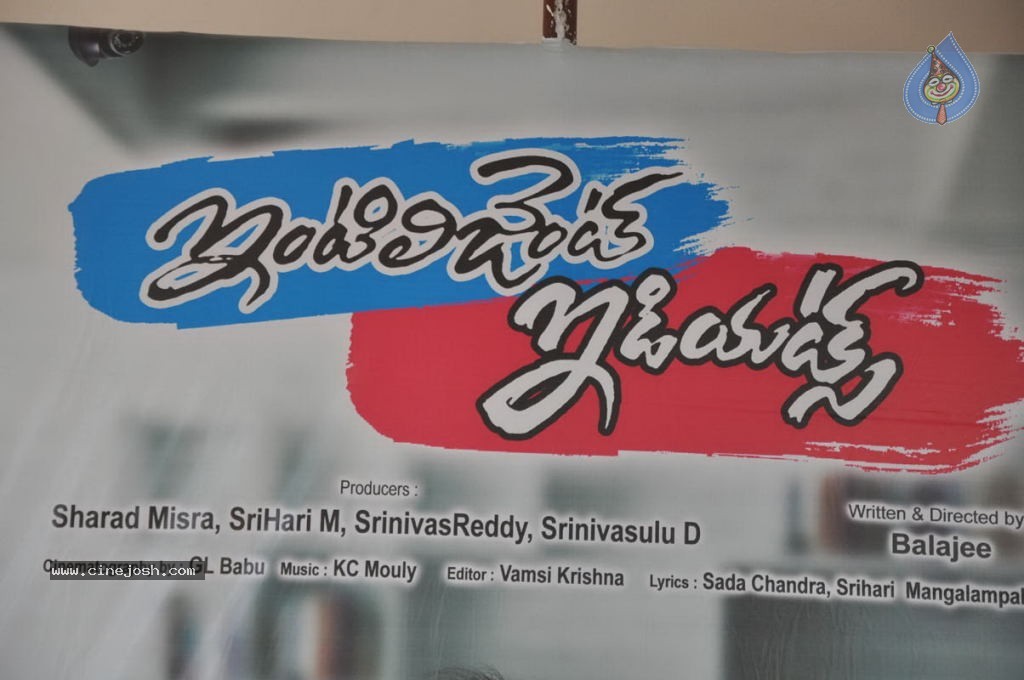 ఇంటిలిజెంట్
ఇడియట్స్
Producers :
Sharad Misra, SriHari M, SrinivasReddy, Srinivasulu D
Written & Directed by
Balajee
GL Babu Music : KC Mouly Editor : Vamsi Krishna Lyrics : Sada Chandra, Srihari
www.cinejosh.com